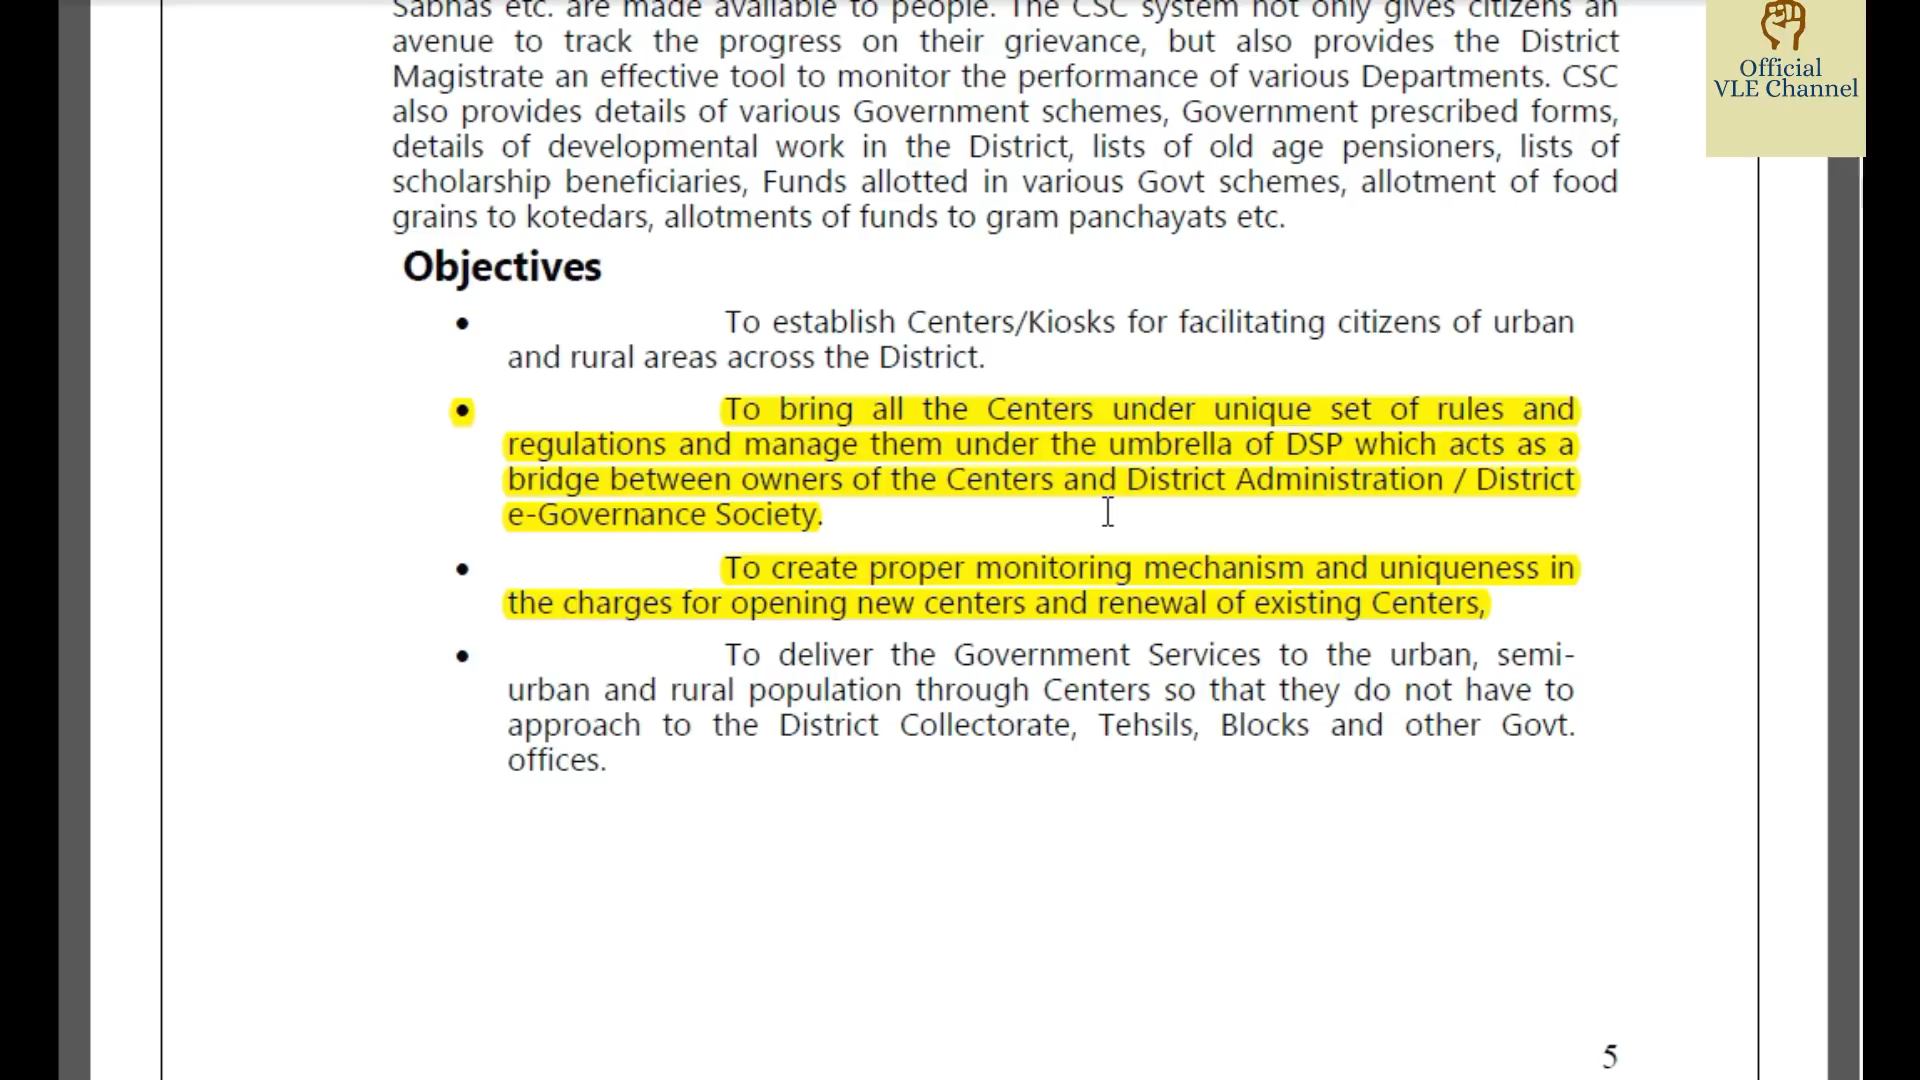 Sabhas etc. are made available to people. The CSC system not only gives citizens an
avenue to track the progress on their grievance, but also provides the District
Magistrate an effective tool to monitor the performance of various Departments. CSC
also provides details of various Government schemes, Government prescribed forms,
details of developmental work in the District, lists of old age pensioners, lists of
scholarship beneficiaries, Funds allotted in various Govt schemes, allotment of food
grains to kotedars, allotments of funds to gram panchayats etc.
Official
VLE Channel
Objectives
• To establish Centers/Kiosks for facilitating citizens of urban
and rural areas across the District.
• To bring all the Centers under unique set of rules and
regulations and manage them under the umbrella of DSP which acts as a
bridge between owners of the Centers and District Administration / District
e-Governance Society.
• To create proper monitoring mechanism and uniqueness in
the charges for opening new centers and renewal of existing Centers,
• To deliver the Government Services to the urban, semi-
urban and rural population through Centers so that they do not have to
approach to the District Collectorate, Tehsils, Blocks and other Govt.
offices.
5